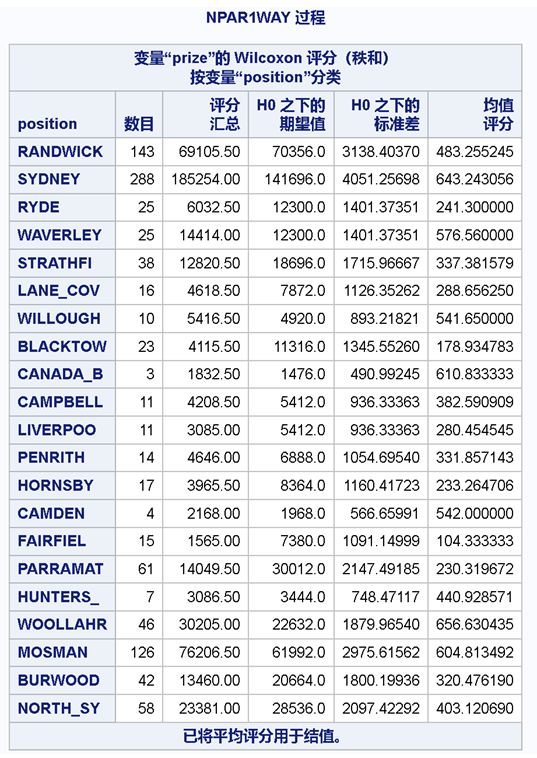 NPAR1WAY 过程
变量“prize”的 Wilcoxon 评分（秩和）
按变量“position”分类
position 数目 评分汇总 H0 之下的期望值 H0 之下的标准差 均值评分
RANDWICK 143 69105.50 70356.0 3138.40370 483.255245
SYDNEY 288 185254.00 141696.0 4051.25698 643.243056
RYDE 25 6032.50 12300.0 1401.37351 241.300000
WAVERLEY 25 14414.00 12300.0 1401.37351 576.560000
STRATHFI 38 12820.50 18696.0 1715.96667 337.381579
LANE_COV 16 4618.50 7872.0 1126.35262 288.656250
WILLOUGH 10 5416.50 4920.0 893.21821 541.650000
BLACKTOW 23 4115.50 11316.0 1345.55260 178.934783
CANADA_B 3 1832.50 1476.0 490.99245 610.833333
CAMPBELL 11 4208.50 5412.0 936.33363 382.590909
LIVERPOO 11 3085.00 5412.0 936.33363 280.454545
PENRITH 14 4646.00 6888.0 1054.69540 331.857143
HORNSBY 17 3965.50 8364.0 1160.41723 233.264706
CAMDEN 4 2168.00 1968.0 566.65991 542.000000
FAIRFIEL 15 1565.00 7380.0 1091.14999 104.333333
PARRAMAT 61 14049.50 30012.0 2147.49185 230.319672
HUNTERS_ 7 3086.50 3444.0 748.47117 440.928571
WOOLLAHR 46 30205.00 22632.0 1879.96540 656.630435
MOSMAN 126 76206.50 61992.0 2975.61562 604.813492
BURWOOD 42 13460.00 20664.0 1800.19936 320.476190
NORTH_SY 58 23381.00 28536.0 2097.42292 403.120690
已将平均评分用于结值。